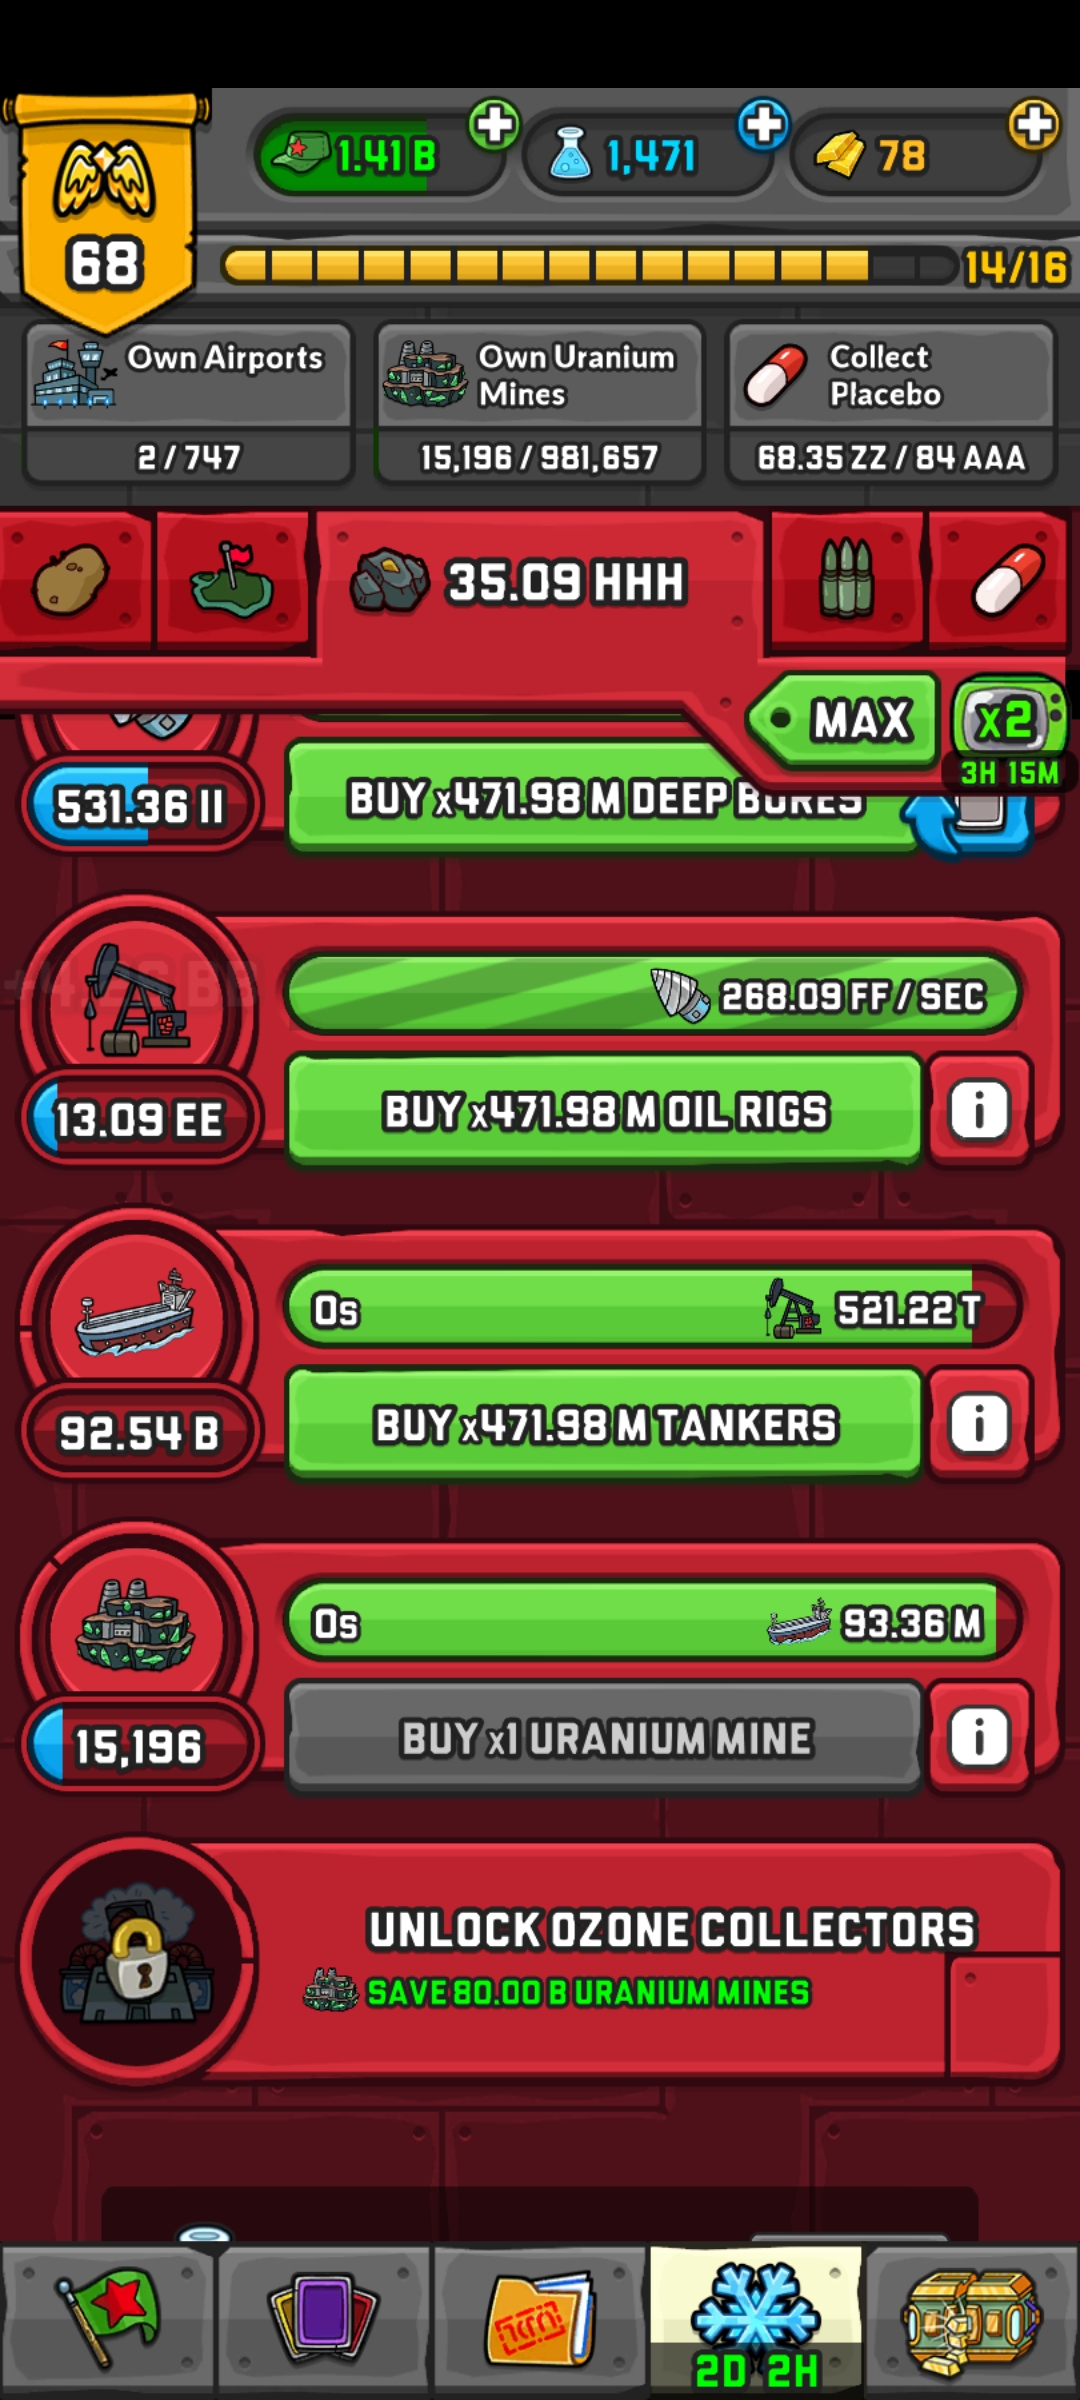 1.41 B
1,471
78
68
14/16
Own Airports
2 / 747
Own Uranium
Mines
15,196 / 981,657
Collect
Placebo
68.35 ZZ / 84 AAA
35.09 HHH
MAX
x2
3H 15M
531.36 II
BUY x471.98 M DEEP BORES
268.09 FF / SEC
13.09 EE
BUY x471.98 M OIL RIGS
i
0s
521.22 T
92.54 B
BUY x471.98 M TANKERS
i
0s
93.36 M
15,196
BUY x1 URANIUM MINE
i
UNLOCK OZONE COLLECTORS
SAVE 80.00 B URANIUM MINES
2D 2H